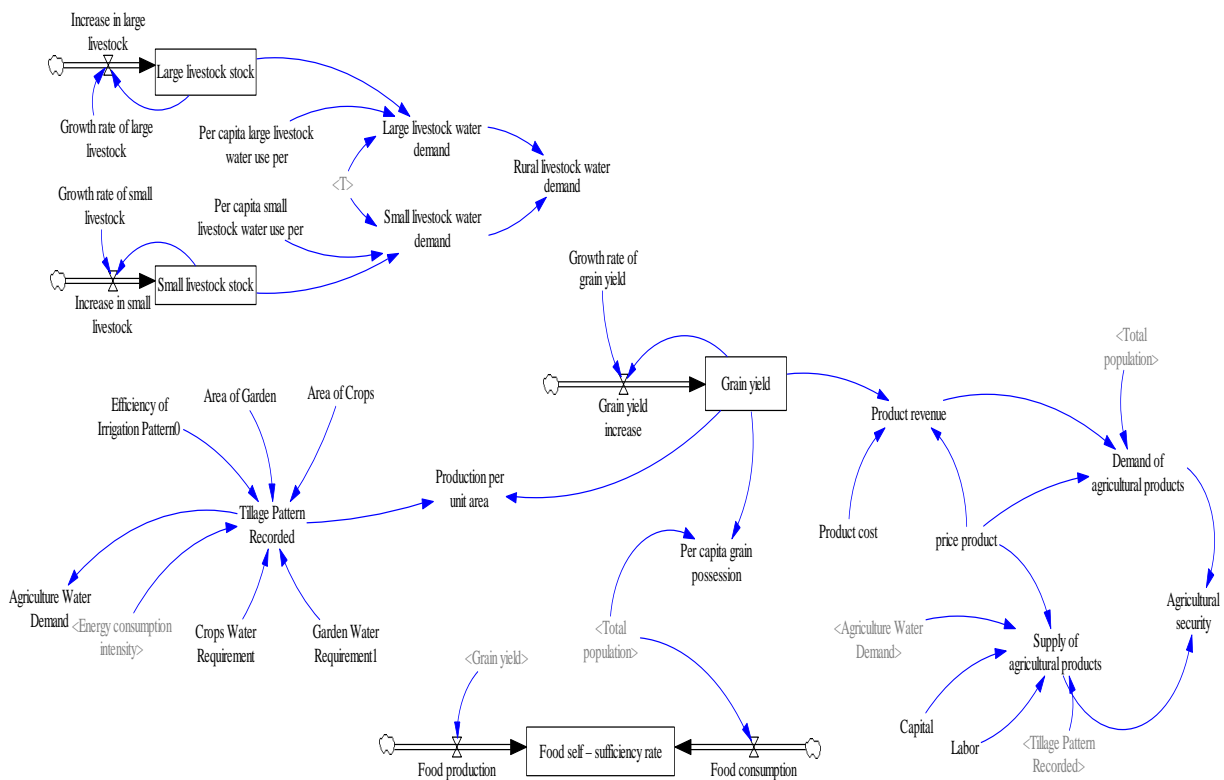 Increase in large
livestock
Large livestock stock
Growth rate of large
livestock
Per capita large livestock
water use per
Large livestock water
demand
Rural livestock water
demand
<T>
Growth rate of small
livestock
Per capita small
livestock water use per
Small livestock water
demand
Small livestock stock
Increase in small
livestock
Growth rate of
grain yield
Grain yield
Grain yield
increase
<Total
population>
Product revenue
Demand of
agricultural products
Efficiency of
Irrigation Pattern0
Area of Garden
Area of Crops
Production per
unit area
Tillage Pattern
Recorded
Product cost
price product
Per capita grain
possession
Agriculture Water
Demand
<Energy consumption
intensity>
Crops Water
Requirement
Garden Water
Requirement1
<Total
population>
<Agriculture Water
Demand>
Agricultural
security
Supply of
agricultural products
<Grain yield>
Capital
Labor
<Tillage Pattern
Recorded>
Food self – sufficiency rate
Food production
Food consumption